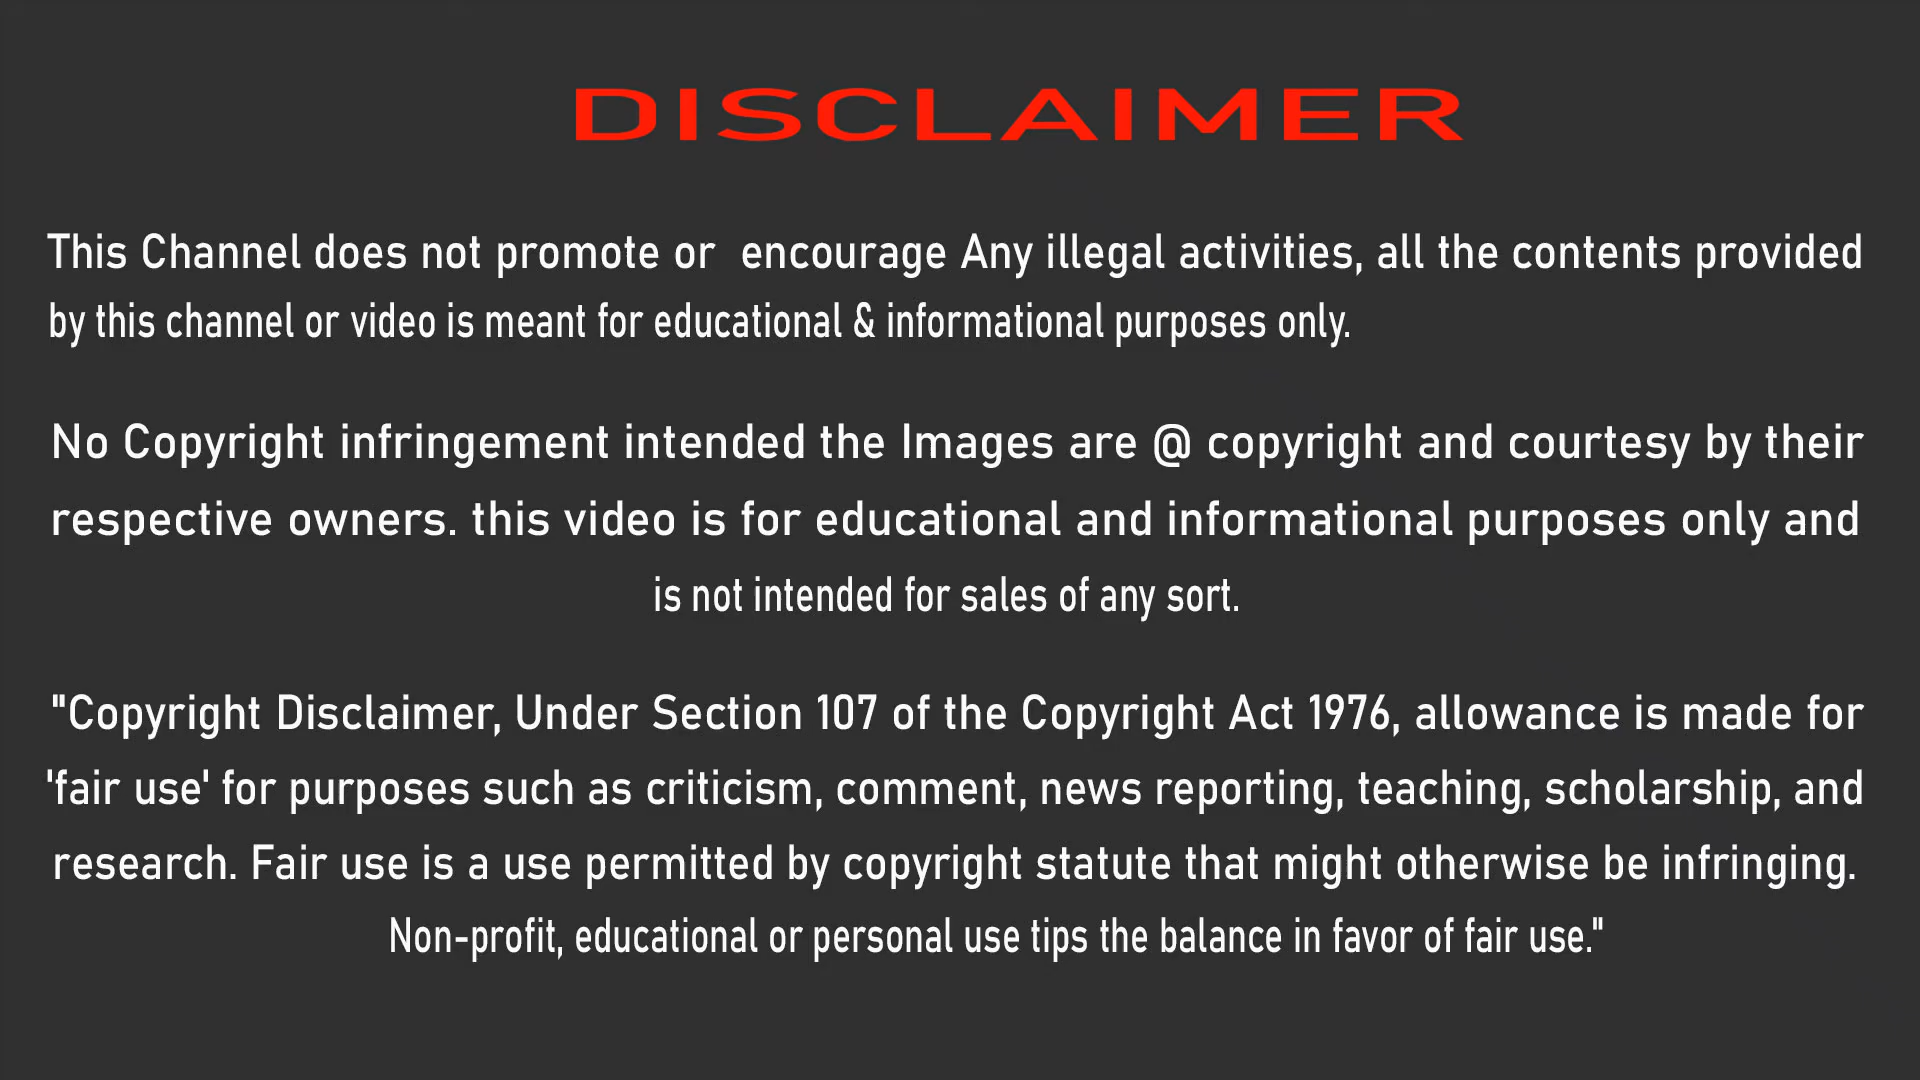 DISCLAIMER
This Channel does not promote or encourage Any illegal activities, all the contents provided
by this channel or video is meant for educational & informational purposes only.
No Copyright infringement intended the Images are @ copyright and courtesy by their
respective owners. this video is for educational and informational purposes only and
is not intended for sales of any sort.
"Copyright Disclaimer, Under Section 107 of the Copyright Act 1976, allowance is made for
'fair use' for purposes such as criticism, comment, news reporting, teaching, scholarship, and
research. Fair use is a use permitted by copyright statute that might otherwise be infringing.
Non-profit, educational or personal use tips the balance in favor of fair use."